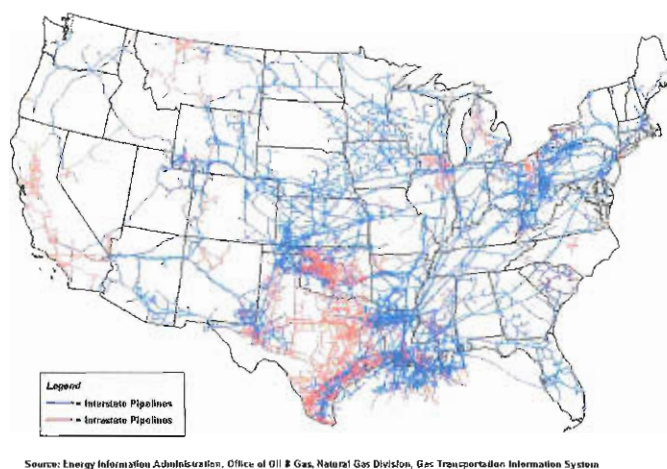 Legend
= Interstate Pipelines
= Intrastate Pipelines
Source: Energy Information Administration, Office of Oil & Gas, Natural Gas Division, Gas Transportation Information System